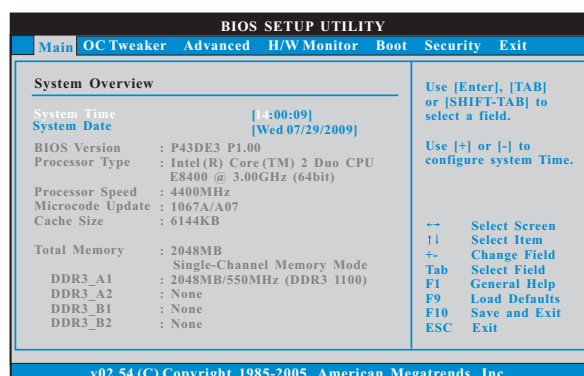 BIOS SETUP UTILITY
Main OC Tweaker Advanced H/W Monitor Boot Security Exit
System Overview
System Time [14:00:09]
System Date [Wed 07/29/2009]
BIOS Version : P43DE3 P1.00
Processor Type : Intel (R) Core (TM) 2 Duo CPU
E8400 @ 3.00GHz (64bit)
Processor Speed : 4400MHz
Microcode Update : 1067A/A07
Cache Size : 6144KB
Total Memory : 2048MB
Single-Channel Memory Mode
DDR3_A1 : 2048MB/550MHz (DDR3 1100)
DDR3_A2 : None
DDR3_B1 : None
DDR3_B2 : None
Use [Enter], [TAB]
or [SHIFT-TAB] to
select a field.
Use [+] or [-] to
configure system Time.
←→ Select Screen
↑↓ Select Item
+- Change Field
Tab Select Field
F1 General Help
F9 Load Defaults
F10 Save and Exit
ESC Exit
v02.54 (C) Copyright 1985-2005, American Megatrends, Inc.